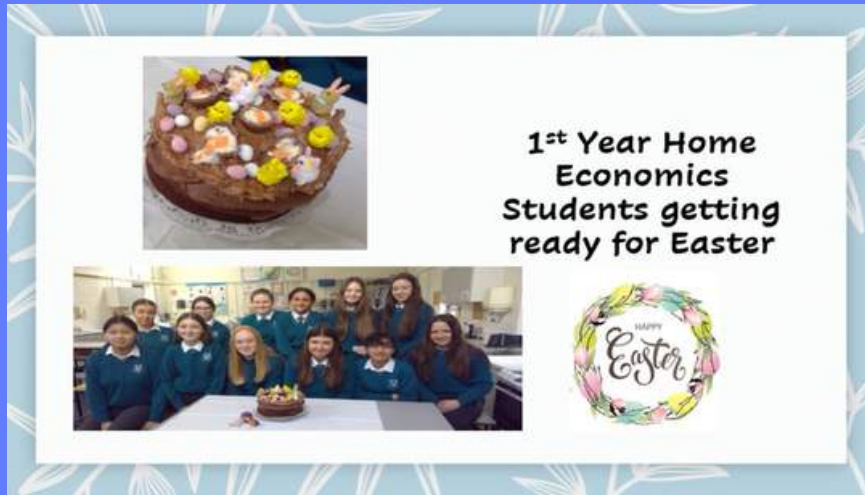 1st Year Home
Economics
Students getting
ready for Easter
HAPPY
Easter